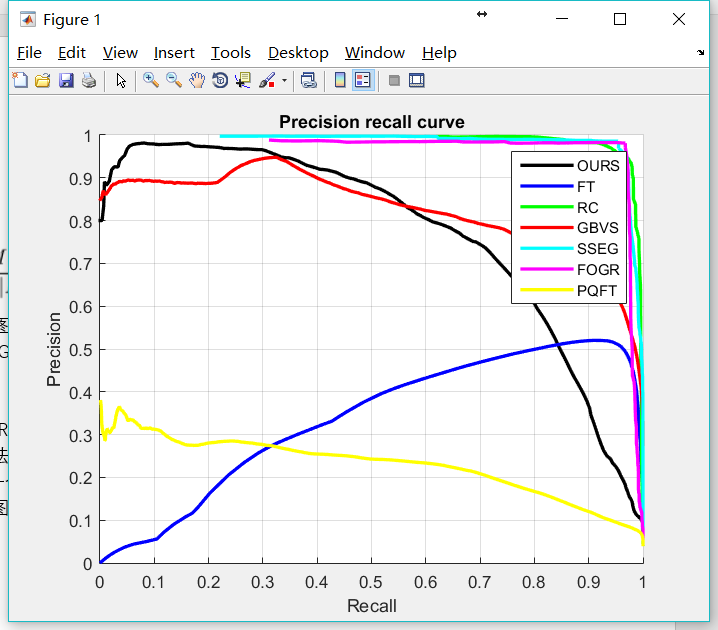 Figure 1
File Edit View Insert Tools Desktop Window Help
Precision recall curve
1
0.9
0.8
0.7
0.6
0.5
0.4
0.3
0.2
0.1
0
Precision
OURS
FT
RC
GBVS
SSEG
FOGR
PQFT
0 0.1 0.2 0.3 0.4 0.5 0.6 0.7 0.8 0.9 1
Recall